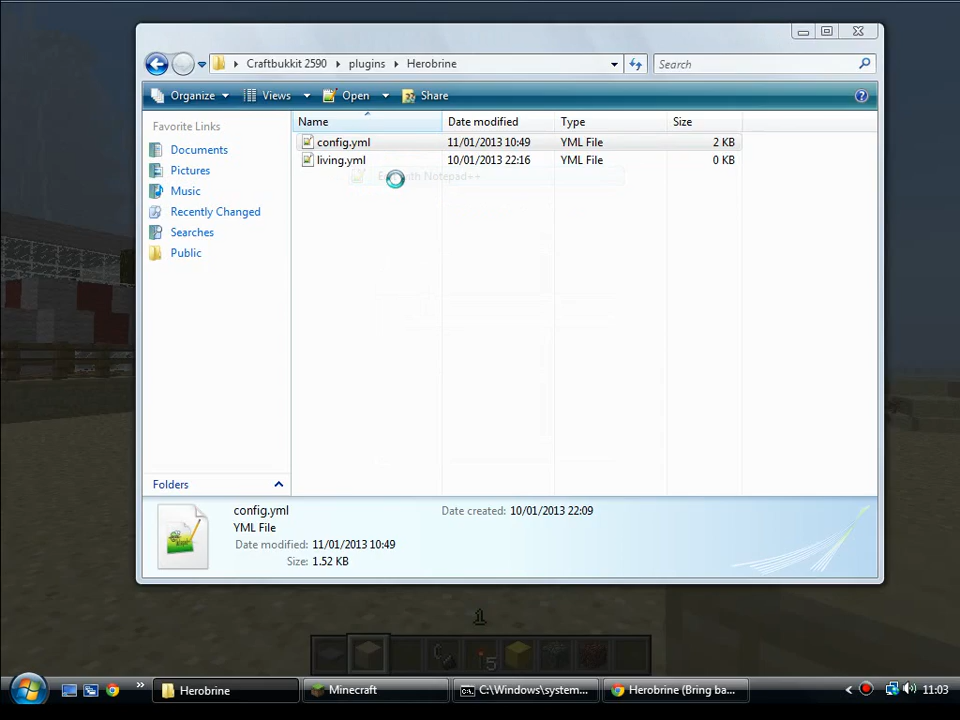 Craftbukkit 2590 plugins Herobrine Search
Organize Views Open Share
Favorite Links
Documents
Pictures
Music
Recently Changed
Searches
Public
Folders
Name Date modified Type Size
config.yml 11/01/2013 10:49 YML File 2 KB
living.yml 10/01/2013 22:16 YML File 0 KB
with Notepad++
config.yml Date created: 10/01/2013 22:09
YML File
Date modified: 11/01/2013 10:49
Size: 1.52 KB
1
5
Herobrine Minecraft C:\Windows\system... Herobrine (Bring ba... 11:03